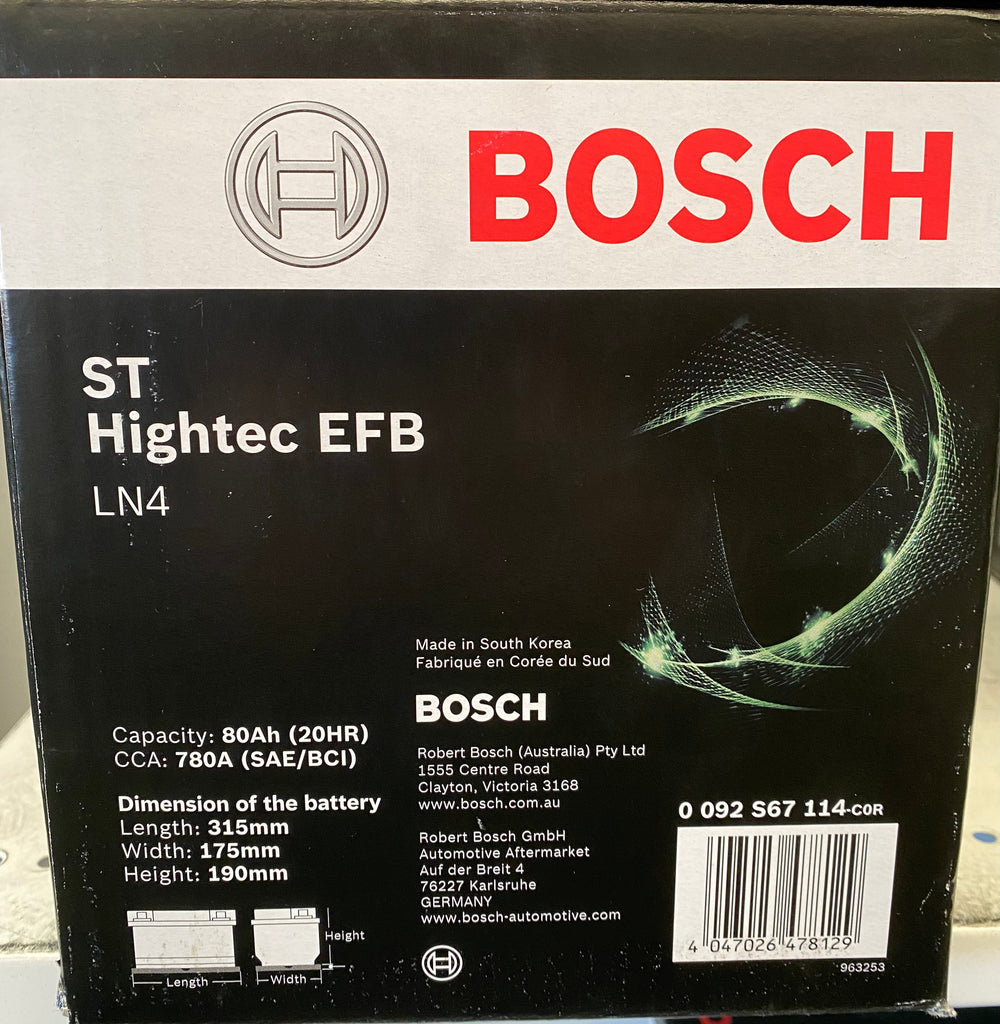 BOSCH
ST
Hightec EFB
LN4
Made in South Korea
Fabriqué en Corée du Sud
BOSCH
Capacity: 80Ah (20HR)
CCA: 780A (SAE/BCI)
Dimension of the battery
Length: 315mm
Width: 175mm
Height: 190mm
Height
Length
Width
Robert Bosch (Australia) Pty Ltd
1555 Centre Road
Clayton, Victoria 3168
www.bosch.com.au
Robert Bosch GmbH
Automotive Aftermarket
Auf der Breit 4
76227 Karlsruhe
GERMANY
www.bosch-automotive.com
0 092 S67 114-COR
4 047026 478129
963253